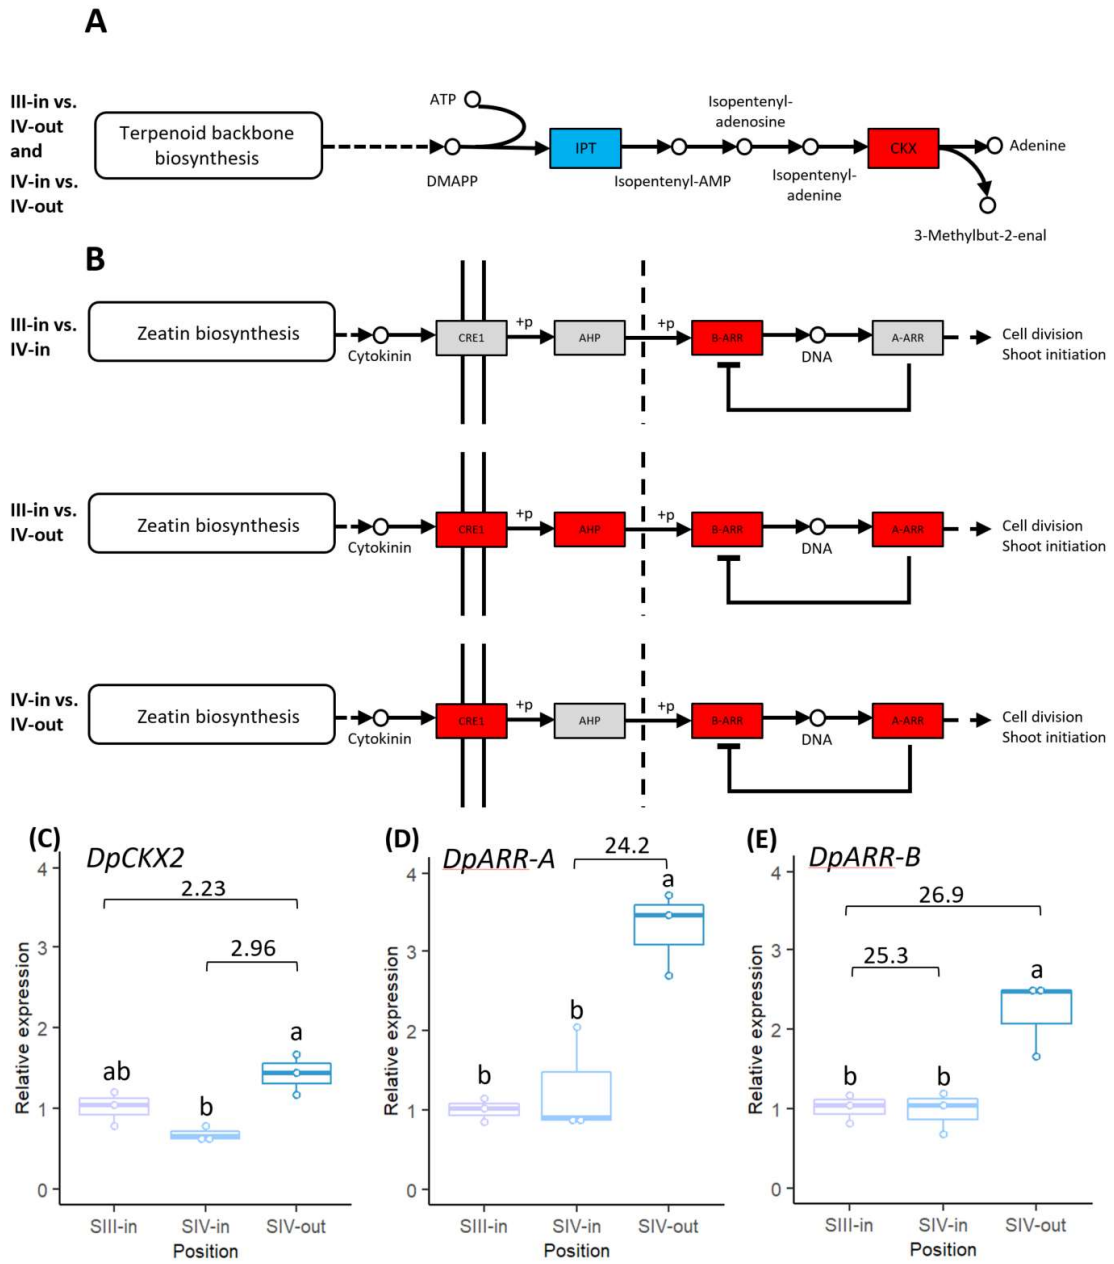 A
III-in vs.
IV-out
and
IV-in vs.
IV-out
Terpenoid backbone
biosynthesis
ATP
DMAPP
IPT
Isopentenyl-AMP
Isopentenyl-
adenosine
Isopentenyl-
adenine
CKX
Adenine
3-Methylbut-2-enal
B
III-in vs.
IV-in
Zeatin biosynthesis
Cytokinin
CRE1
+p
AHP
+p
B-ARR
DNA
A-ARR
Cell division
Shoot initiation
III-in vs.
IV-out
Zeatin biosynthesis
Cytokinin
CRE1
+p
AHP
+p
B-ARR
DNA
A-ARR
Cell division
Shoot initiation
IV-in vs.
IV-out
Zeatin biosynthesis
Cytokinin
CRE1
+p
AHP
+p
B-ARR
DNA
A-ARR
Cell division
Shoot initiation
(C)
DpCKX2
2.23
2.96
ab
b
a
4
3
2
1
0
Relative expression
SIII-in SIV-in SIV-out
Position
(D)
DpARR-A
24.2
b
b
a
4
3
2
1
0
Relative expression
SIII-in SIV-in SIV-out
Position
(E)
DpARR-B
26.9
25.3
b
b
a
4
3
2
1
0
Relative expression
SIII-in SIV-in SIV-out
Position